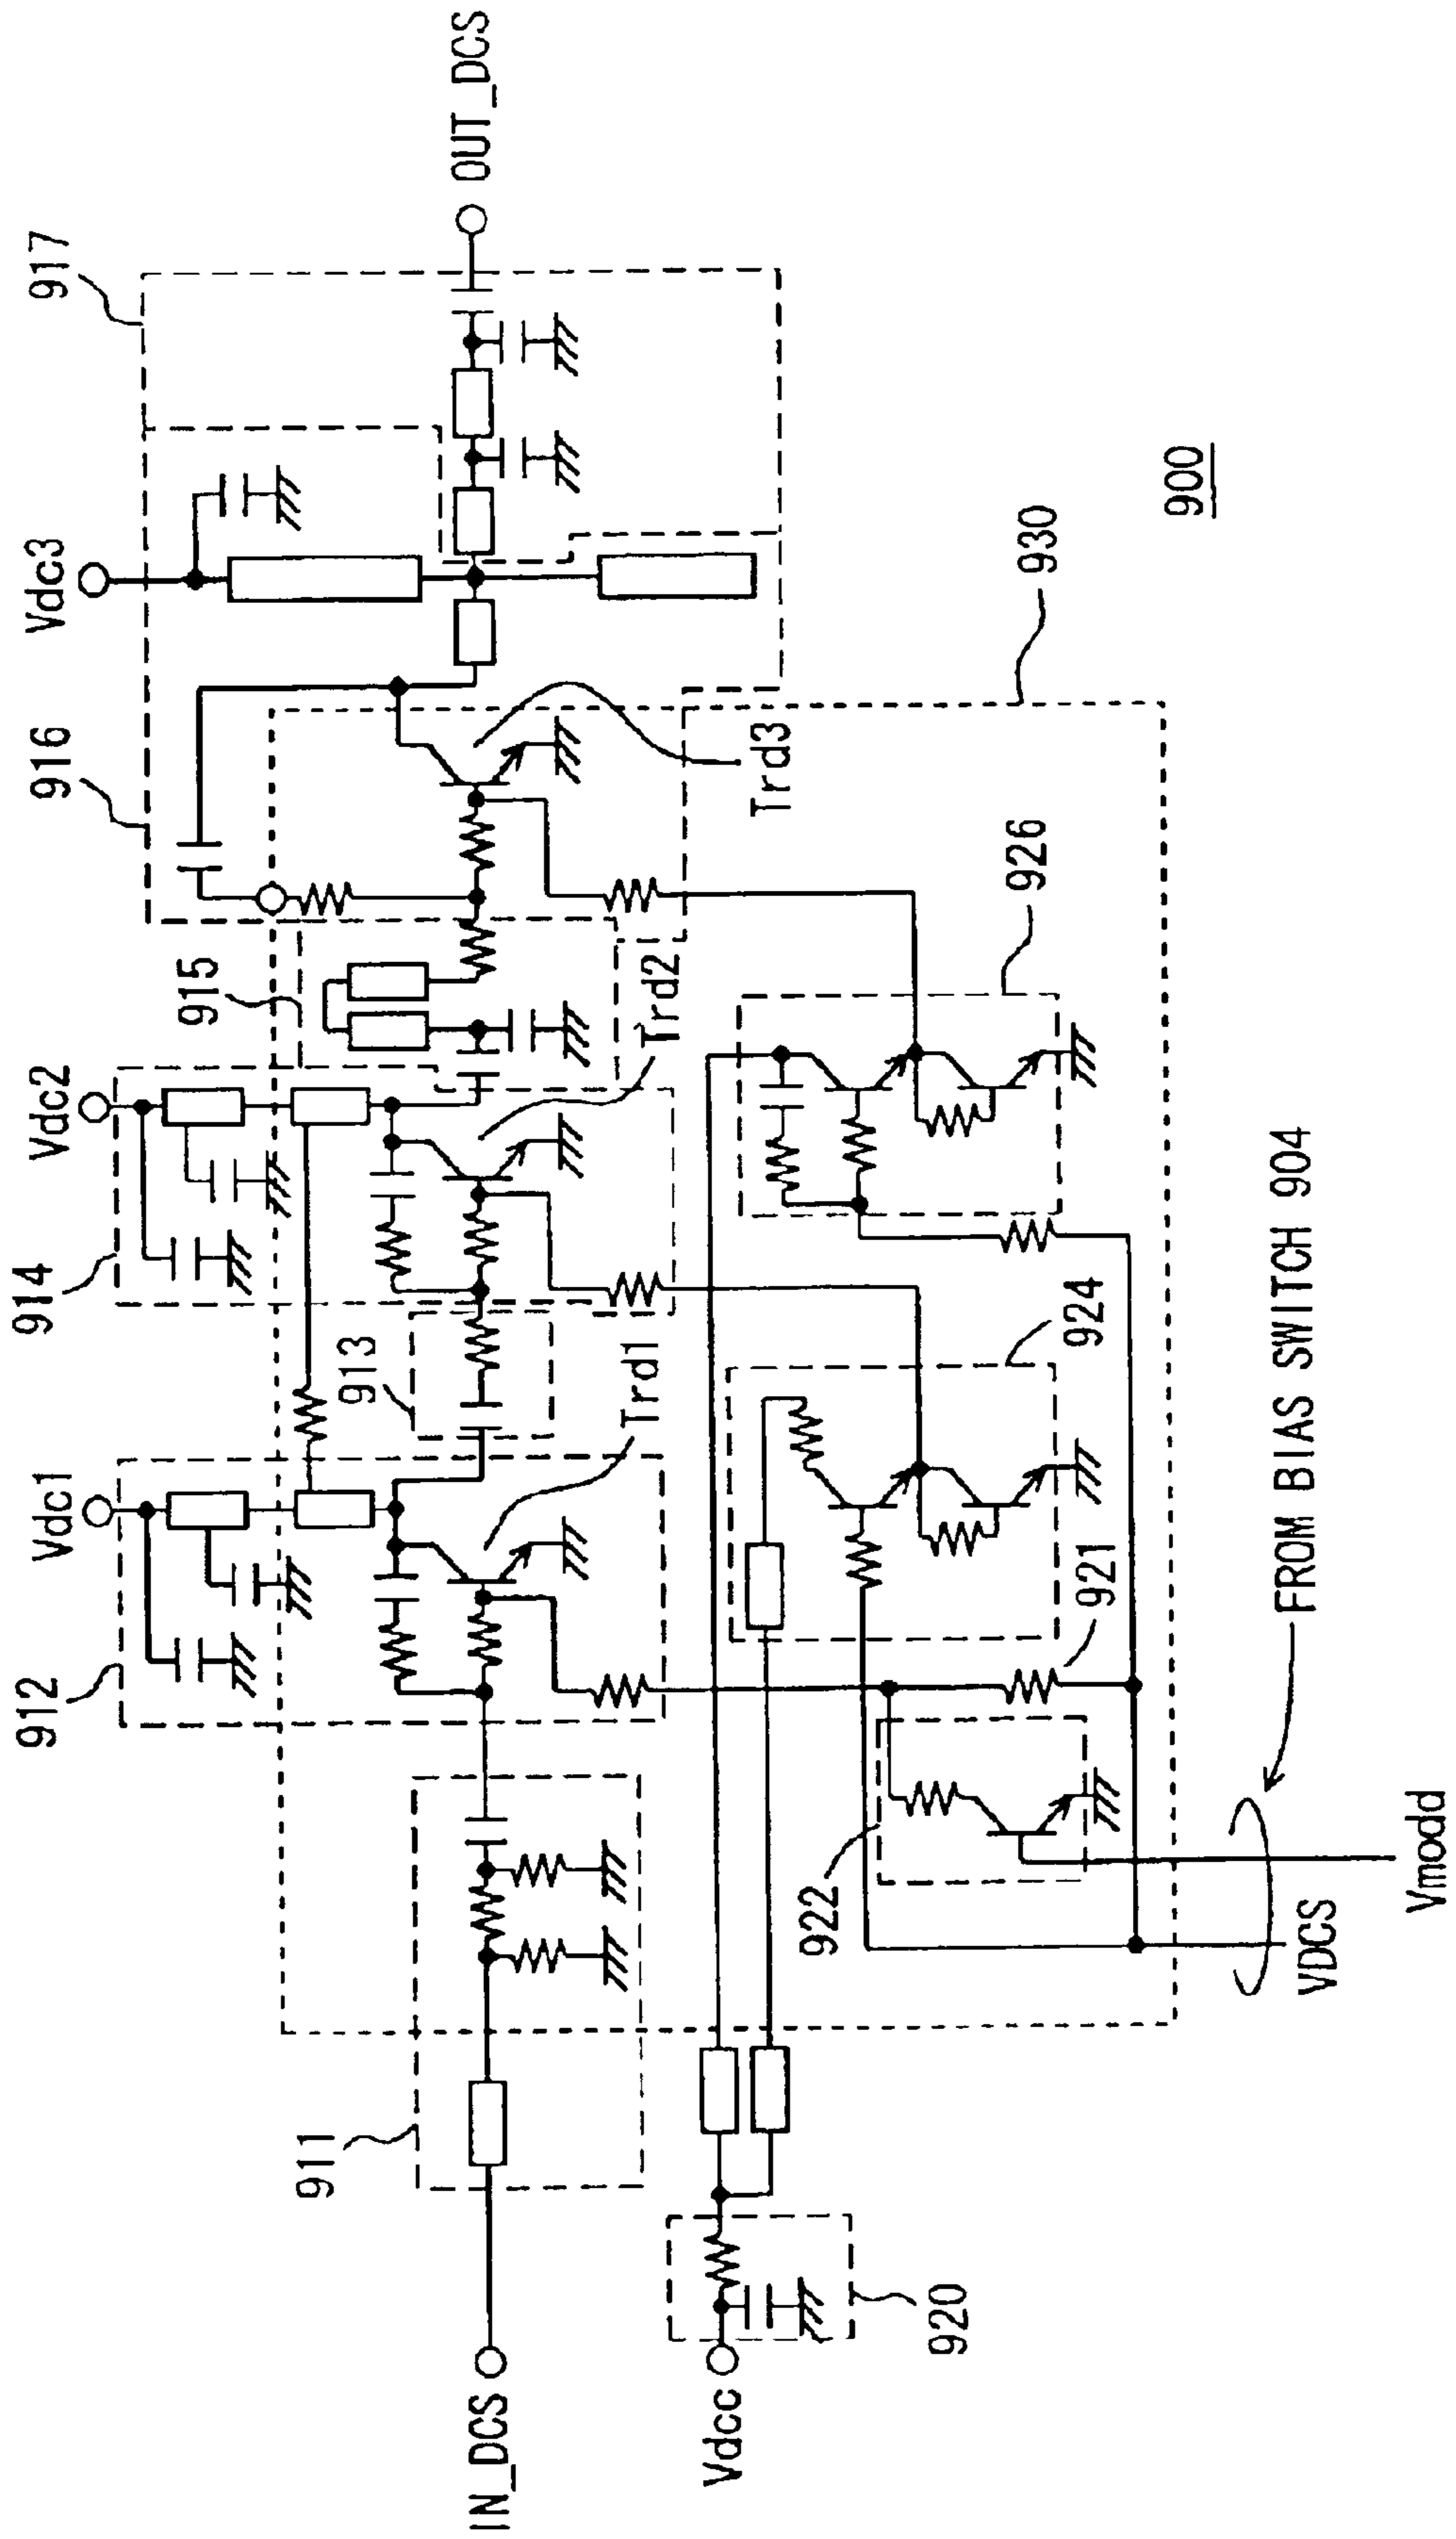 IN_DCS
OUT_DCS
Vdc1
Vdc2
Vdc3
911
912
913
914
915
916
917
Trd1
Trd2
Trd3
Vdcc
920
921
922
924
926
930
900
VDCS
Vmodd
FROM BIAS SWITCH 904